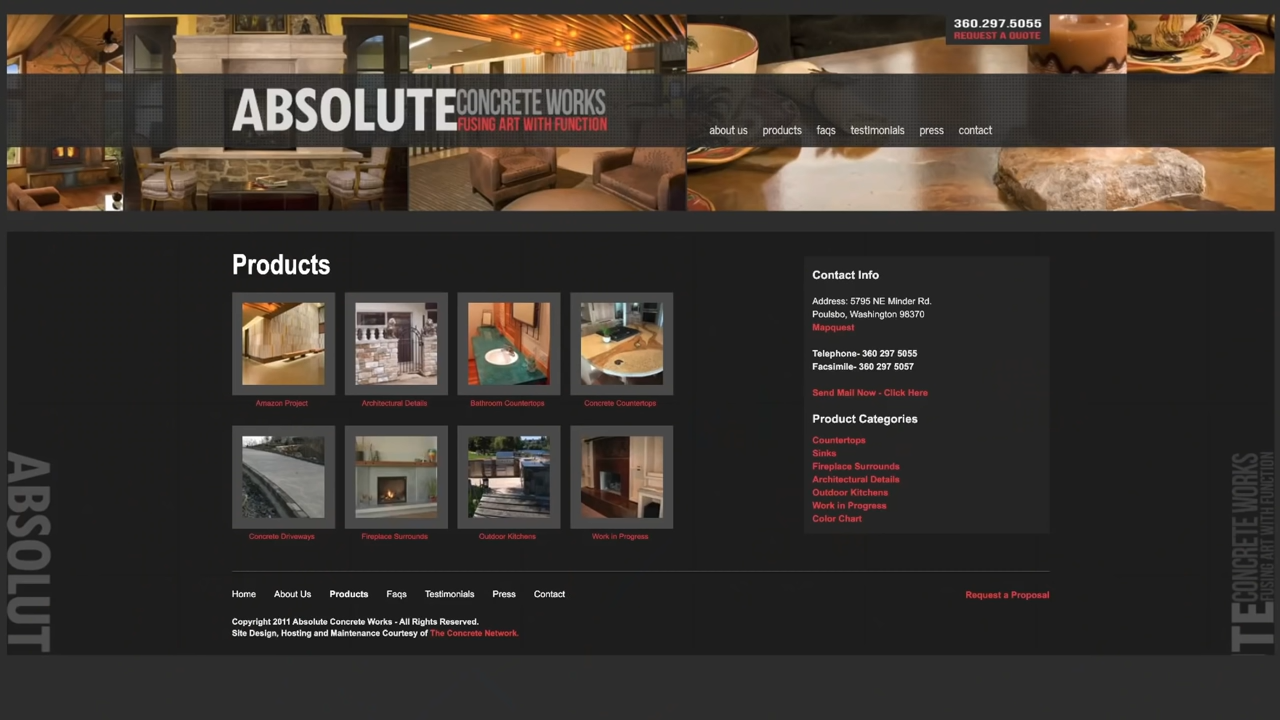 360.297.5055
REQUEST A QUOTE
ABSOLUTE CONCRETE WORKS
FUSING ART WITH FUNCTION
about us products faqs testimonials press contact
Products
Amazon Project Architectural Details Bathroom Countertops Concrete Countertops
Concrete Driveways Fireplace Surrounds Outdoor Kitchens Work in Progress
Contact Info
Address: 5795 NE Minder Rd.
Poulsbo, Washington 98370
Mapquest
Telephone- 360 297 5055
Facsimile- 360 297 5057
Send Mail Now - Click Here
Product Categories
Countertops
Sinks
Fireplace Surrounds
Architectural Details
Outdoor Kitchens
Work in Progress
Color Chart
ABSOLUT
TE CONCRETE WORKS
FUSING ART WITH FUNCTION
Home About Us Products Faqs Testimonials Press Contact
Request a Proposal
Copyright 2011 Absolute Concrete Works - All Rights Reserved.
Site Design, Hosting and Maintenance Courtesy of The Concrete Network.